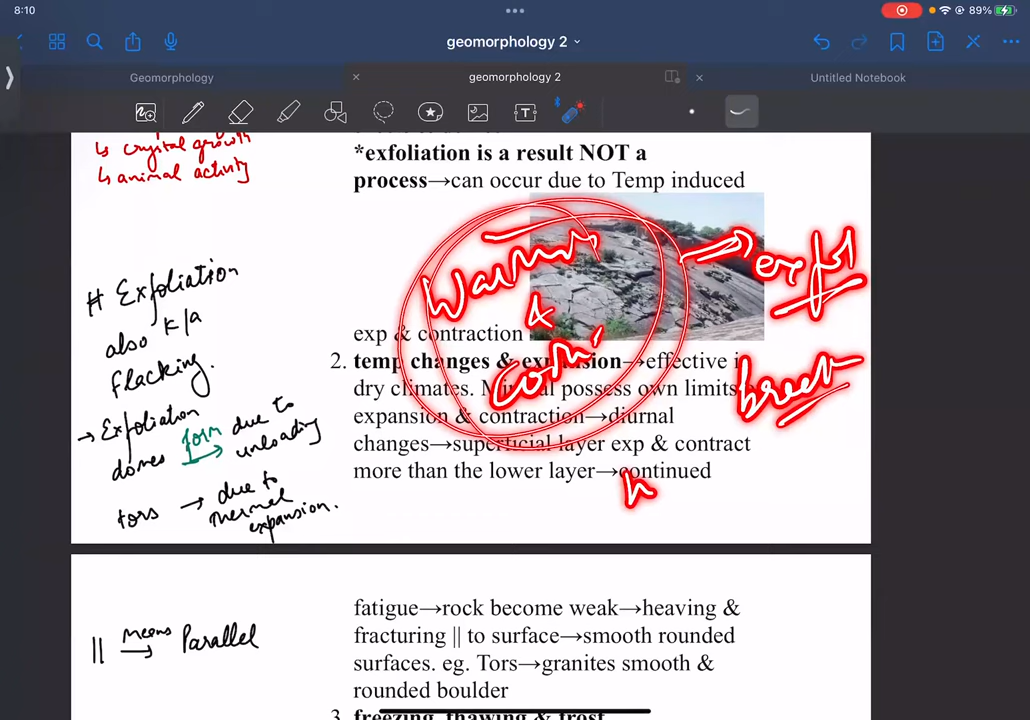 8:10
89%
geomorphology 2
Geomorphology
geomorphology 2
Untitled Notebook
↳ crystal growth
↳ animal activity
*exfoliation is a result NOT a
process→can occur due to Temp induced
exp & contraction
# Exfoliation
also k/a
flacking.
→ Exfoliation
domes form due to
unloading
tors → due to
thermal
expansion.
2. temp changes & expansion→effective i
dry climates. Mineral possess own limits
expansion & contraction→diurnal
changes→superficial layer exp & contract
more than the lower layer→continued
&
break
h
|| means Parallel
fatigue→rock become weak→heaving &
fracturing || to surface→smooth rounded
surfaces. eg. Tors→granites smooth &
rounded boulder
3. freezing, thawing & frost